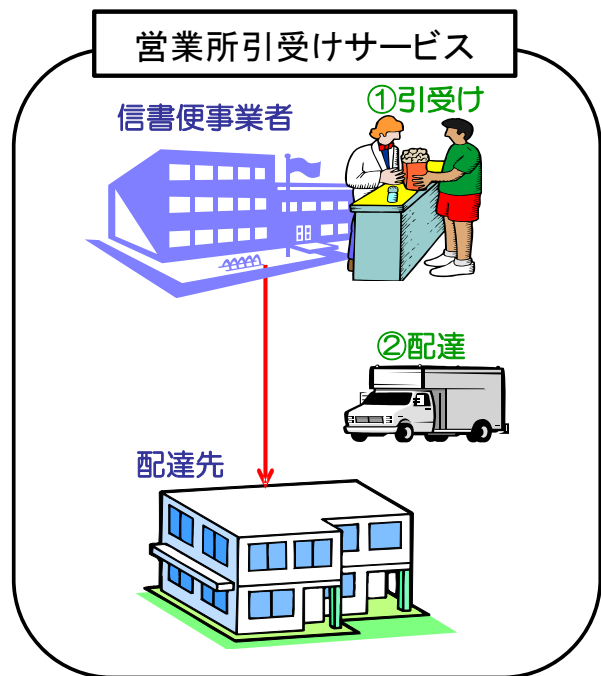 営業所引受けサービス
①引受け
信書便事業者
②配達
配達先